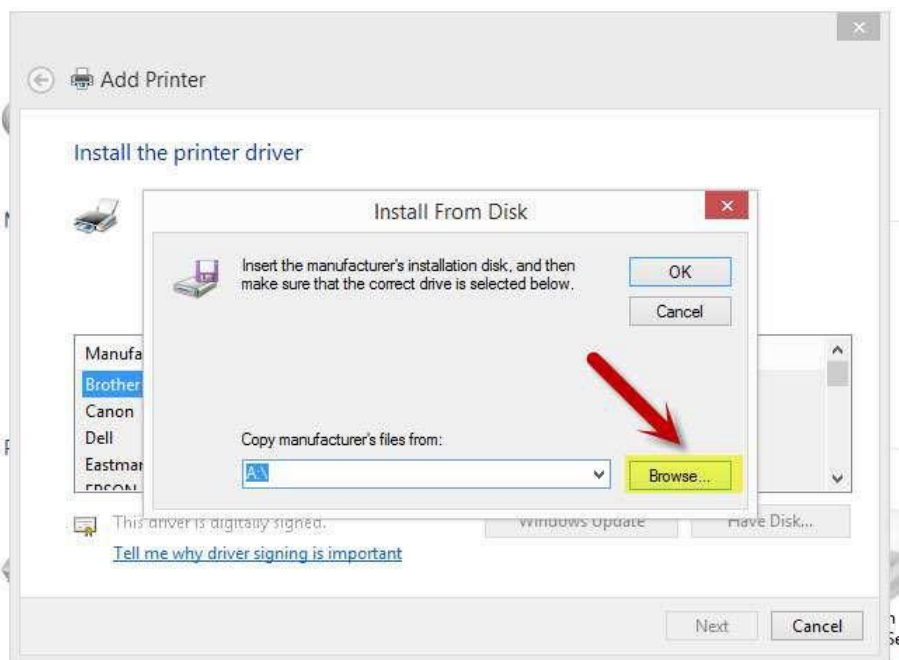 Add Printer
Install the printer driver
Install From Disk
Insert the manufacturer's installation disk, and then
make sure that the correct drive is selected below.
OK
Cancel
Manufa
Brother
Canon
Dell
Eastman
EPSON
Copy manufacturer's files from:
A:\
Browse...
This driver is digitally signed.
Windows Update
Have Disk...
Tell me why driver signing is important
Next
Cancel